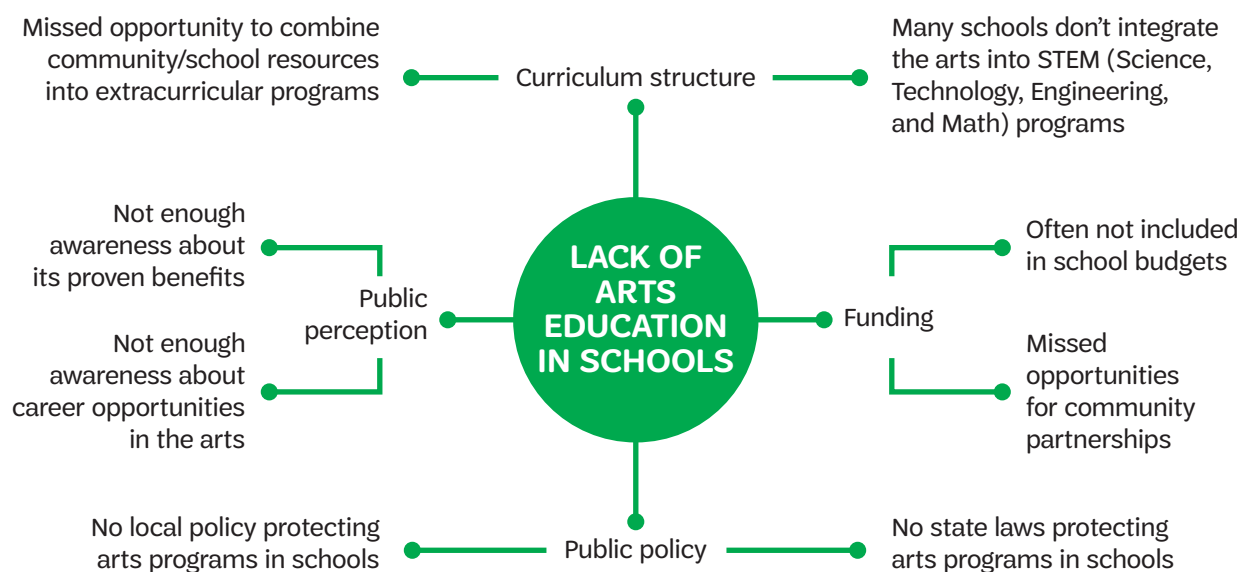 Missed opportunity to combine
community/school resources
into extracurricular programs
Curriculum structure
Many schools don’t integrate
the arts into STEM (Science,
Technology, Engineering,
and Math) programs
Not enough
awareness about
its proven benefits
Public
perception
Not enough
awareness about
career opportunities
in the arts
LACK OF
ARTS
EDUCATION
IN SCHOOLS
Funding
Often not included
in school budgets
Missed
opportunities
for community
partnerships
No local policy protecting
arts programs in schools
Public policy
No state laws protecting
arts programs in schools